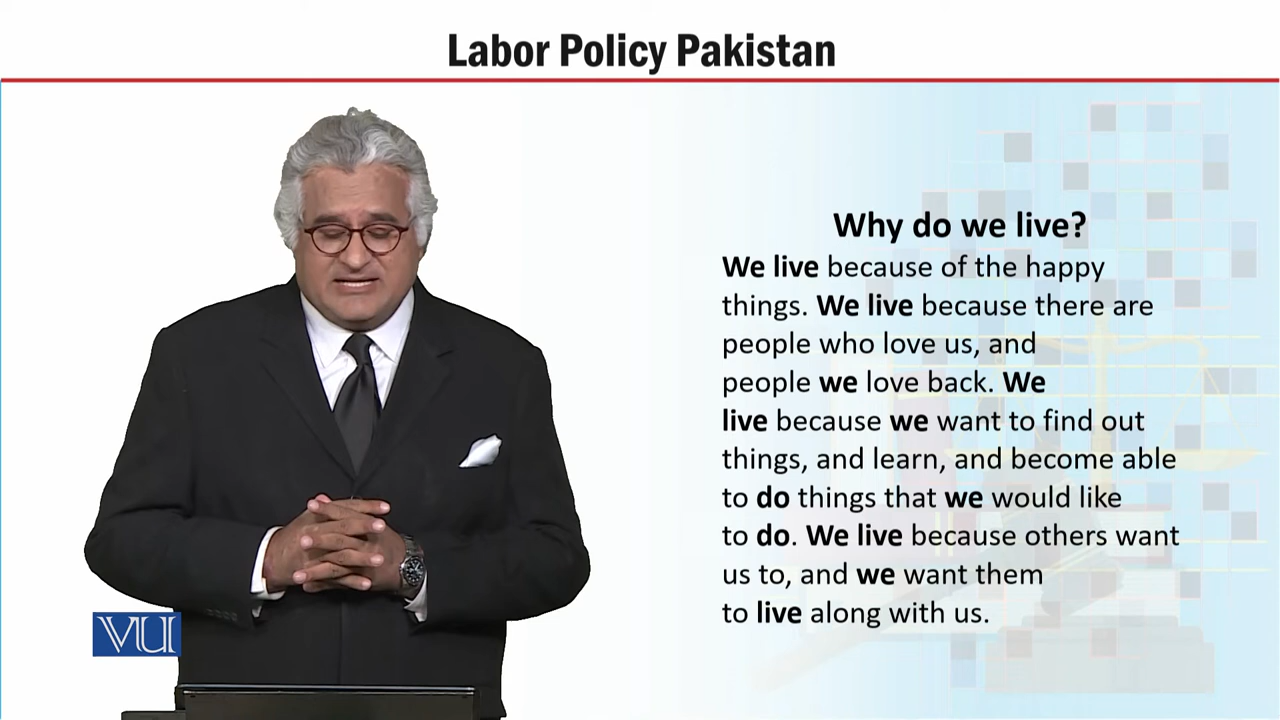 Labor Policy Pakistan
Why do we live?
We live because of the happy
things. We live because there are
people who love us, and
people we love back. We
live because we want to find out
things, and learn, and become able
to do things that we would like
to do. We live because others want
us to, and we want them
to live along with us.
VU